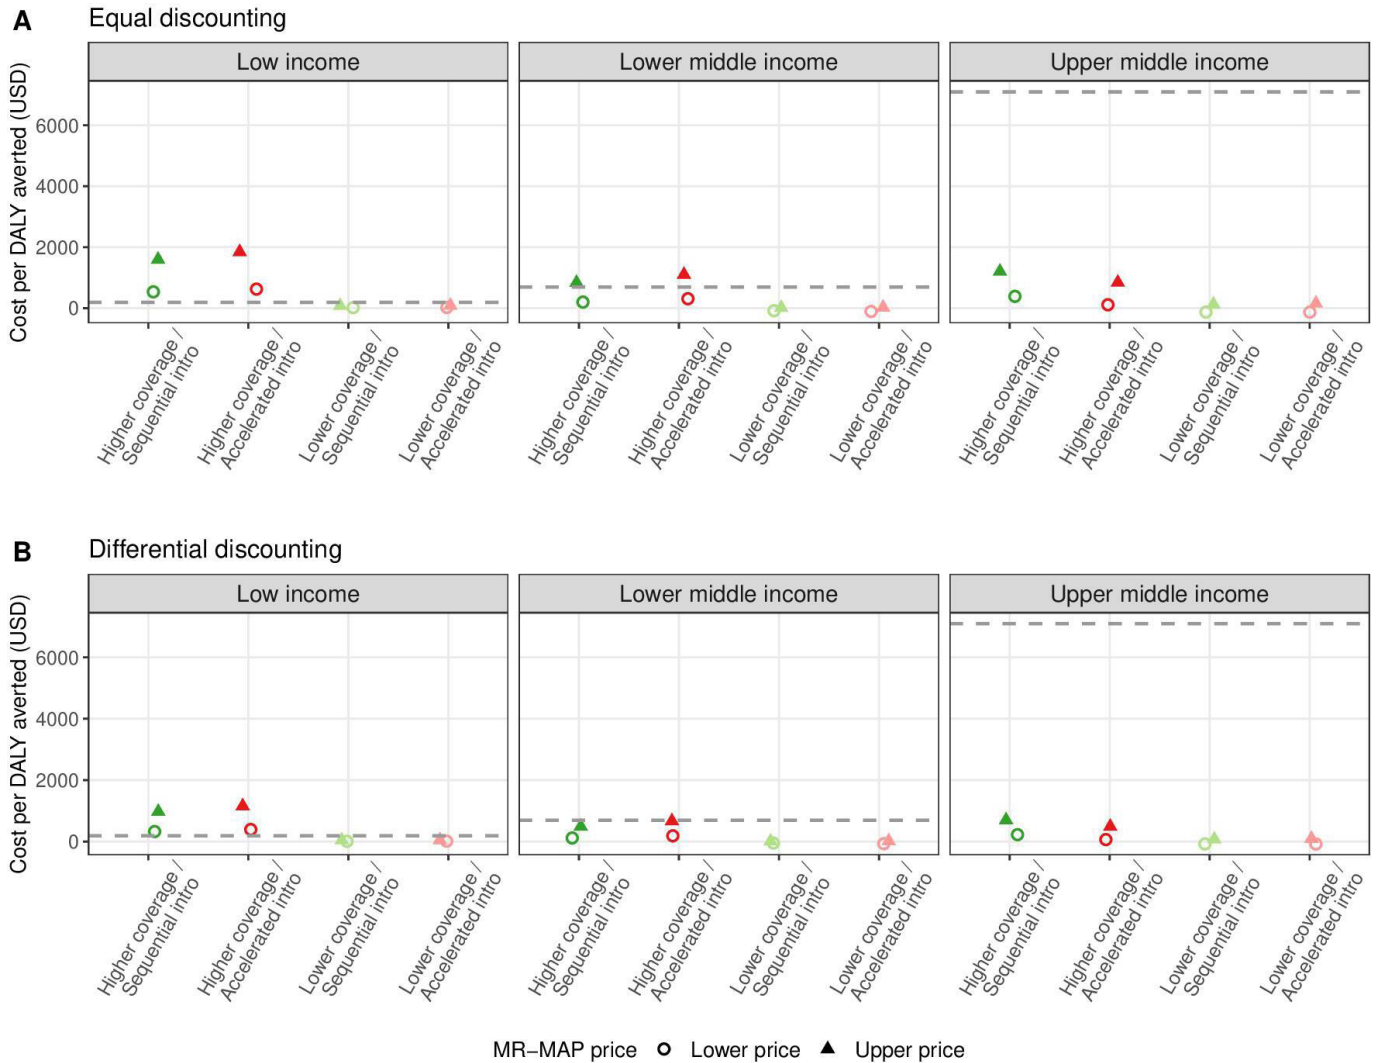 A
Equal discounting
Low income
Lower middle income
Upper middle income
Cost per DALY averted (USD)
6000
4000
2000
0
Higher coverage /
Sequential intro
Higher coverage /
Accelerated intro
Lower coverage /
Sequential intro
Lower coverage /
Accelerated intro
Higher coverage /
Sequential intro
Higher coverage /
Accelerated intro
Lower coverage /
Sequential intro
Lower coverage /
Accelerated intro
Higher coverage /
Sequential intro
Higher coverage /
Accelerated intro
Lower coverage /
Sequential intro
Lower coverage /
Accelerated intro
B
Differential discounting
Low income
Lower middle income
Upper middle income
Cost per DALY averted (USD)
6000
4000
2000
0
Higher coverage /
Sequential intro
Higher coverage /
Accelerated intro
Lower coverage /
Sequential intro
Lower coverage /
Accelerated intro
Higher coverage /
Sequential intro
Higher coverage /
Accelerated intro
Lower coverage /
Sequential intro
Lower coverage /
Accelerated intro
Higher coverage /
Sequential intro
Higher coverage /
Accelerated intro
Lower coverage /
Sequential intro
Lower coverage /
Accelerated intro
MR−MAP price Lower price Upper price